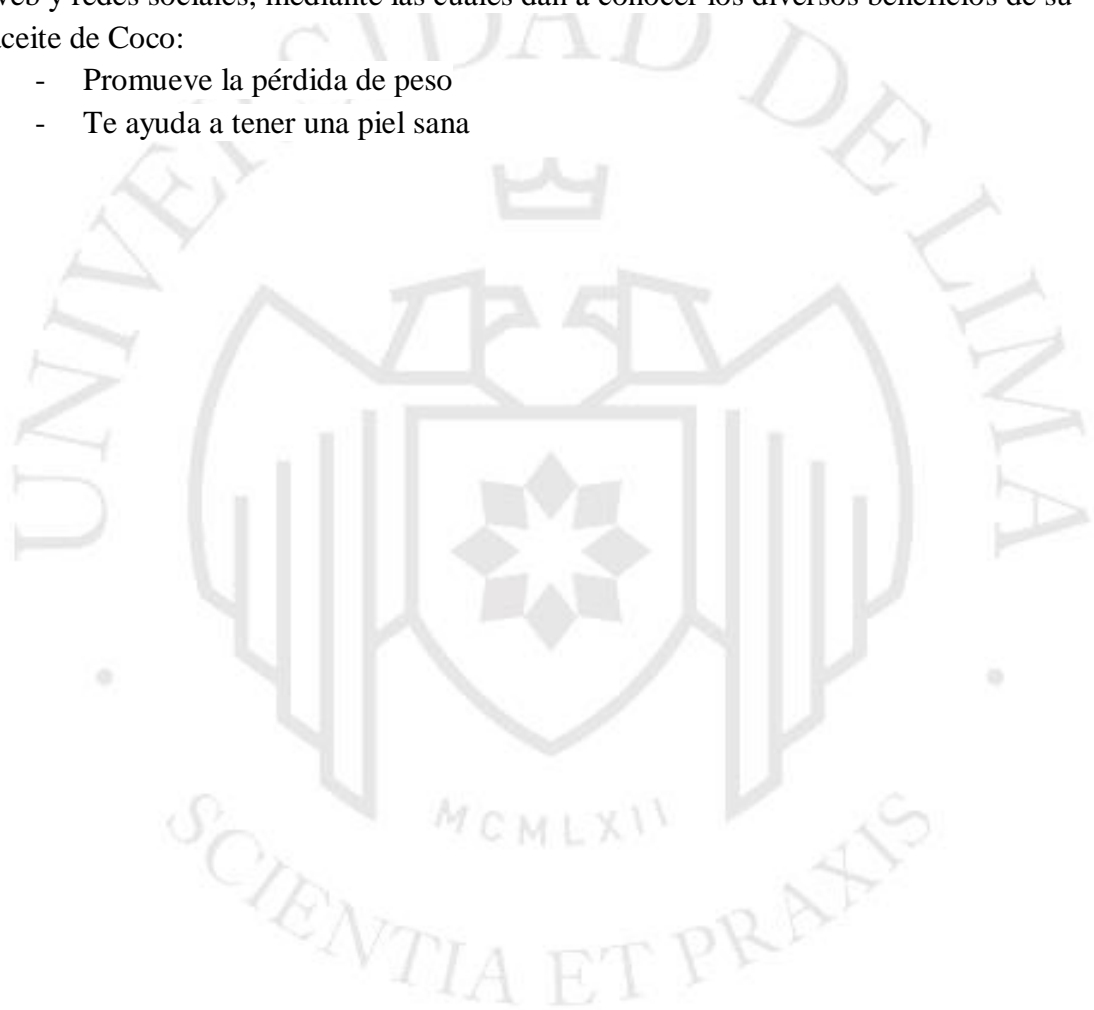 web y redes sociales, mediante las cuales dan a conocer los diversos beneficios de su
aceite de Coco:
- Promueve la pérdida de peso
- Te ayuda a tener una piel sana
UNIVERSIDAD DE LIMA
MCMLXII
SCIENTIA ET PRAXIS